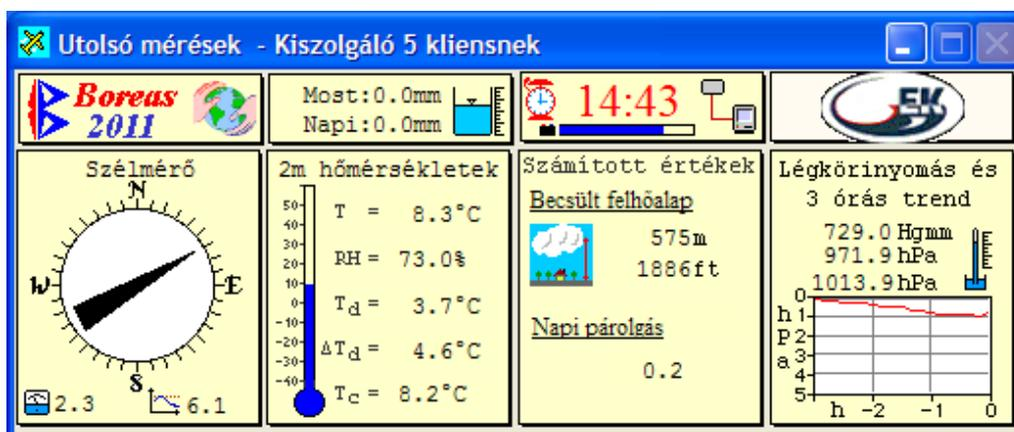 Utolsó mérések - Kiszolgáló 5 kliensnek
Boreas
2011
Most:0.0mm
Napi:0.0mm
14:43
EK
Szélmérő
N
W
E
S
2.3
6.1
2m hőmérsékletek
50
40
30
20
10
0
-10
-20
-30
-40
T = 8.3°C
RH = 73.0%
Td = 3.7°C
ΔTd = 4.6°C
Tc = 8.2°C
Számított értékek
Becsült felhőalap
575m
1886ft
Napi párolgás
0.2
Légkörinyomás és
3 órás trend
729.0 Hgmm
971.9 hPa
1013.9hPa
0
h 1
P 2
a 3
4
5
h -2 -1 0